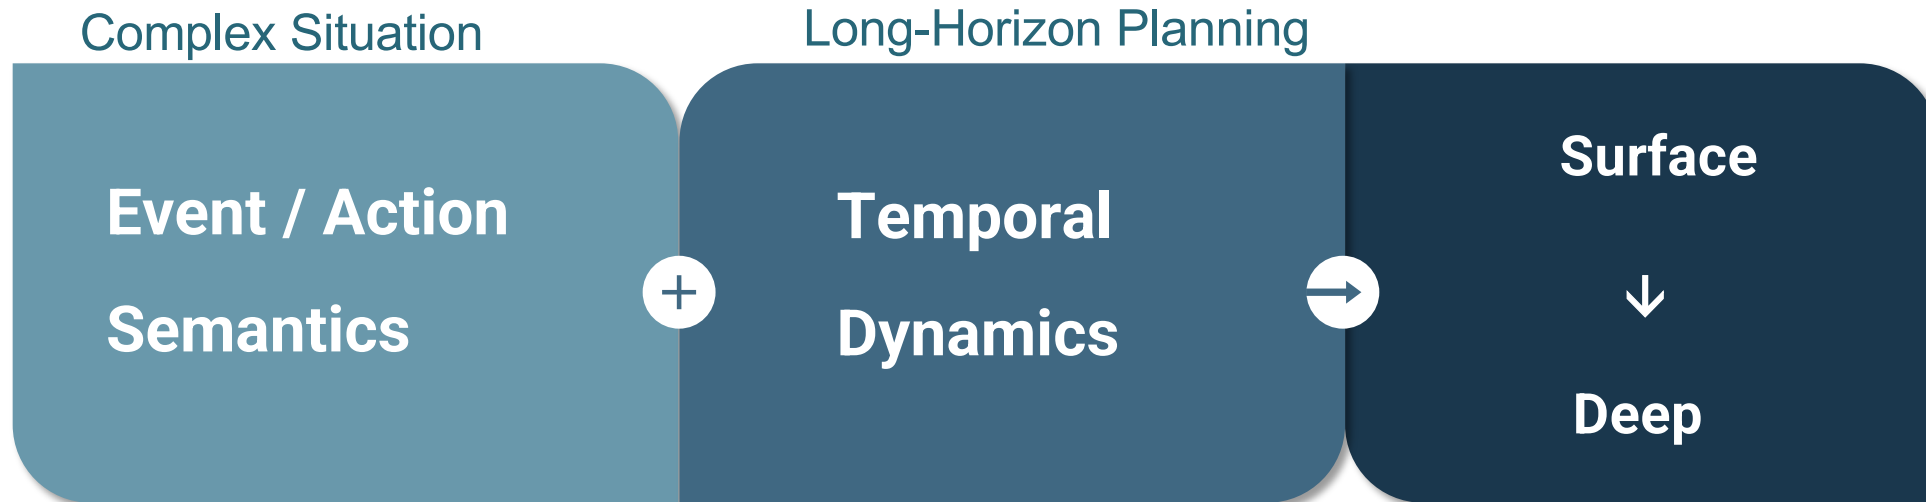 Complex Situation
Long-Horizon Planning
Event / Action
Semantics
+
Temporal
Dynamics
→
Surface
↓
Deep